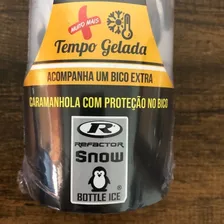 MUITO MAIS
Tempo Gelada
ACOMPANHA UM BICO EXTRA
CARAMANHOLA COM PROTEÇÃO NO BICO
R
REFACTOR
Snow
®
BOTTLE ICE